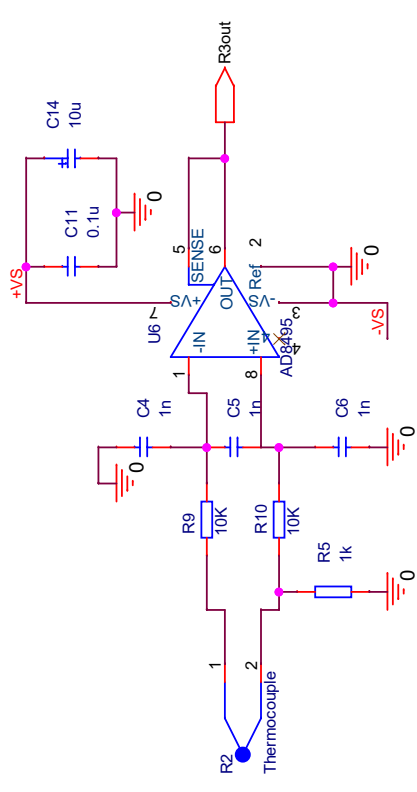 R2
Thermocouple
1
2
R9
10K
R10
10K
R5
1k
0
C4
1n
0
C5
1n
C6
1n
0
1
8
-IN
+IN
U6
AD8495
7
+VS
SENSE
5
OUT
6
Ref
2
-VS
3
4
4
0
-VS
+VS
C11
0.1u
C14
10u
0
R3out